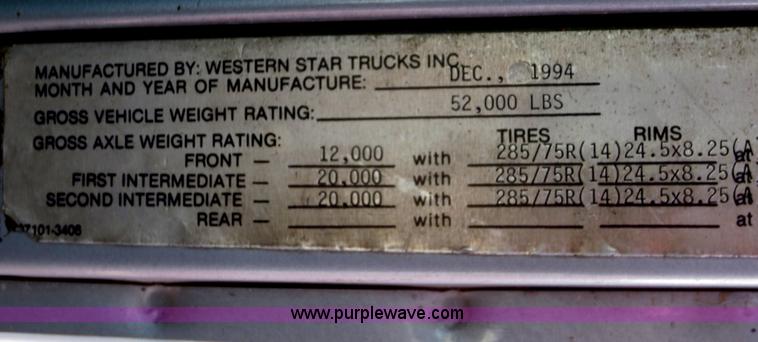 MANUFACTURED BY: WESTERN STAR TRUCKS INC.
MONTH AND YEAR OF MANUFACTURE: DEC., 1994
GROSS VEHICLE WEIGHT RATING: 52,000 LBS
GROSS AXLE WEIGHT RATING: TIRES RIMS
FRONT — 12,000 with 285/75R(14)24.5x8.25(A at
FIRST INTERMEDIATE — 20,000 with 285/75R(14)24.5x8.25(A at
SECOND INTERMEDIATE — 20,000 with 285/75R(14)24.5x8.25(A at
REAR — with at
7101-3406
www.purplewave.com